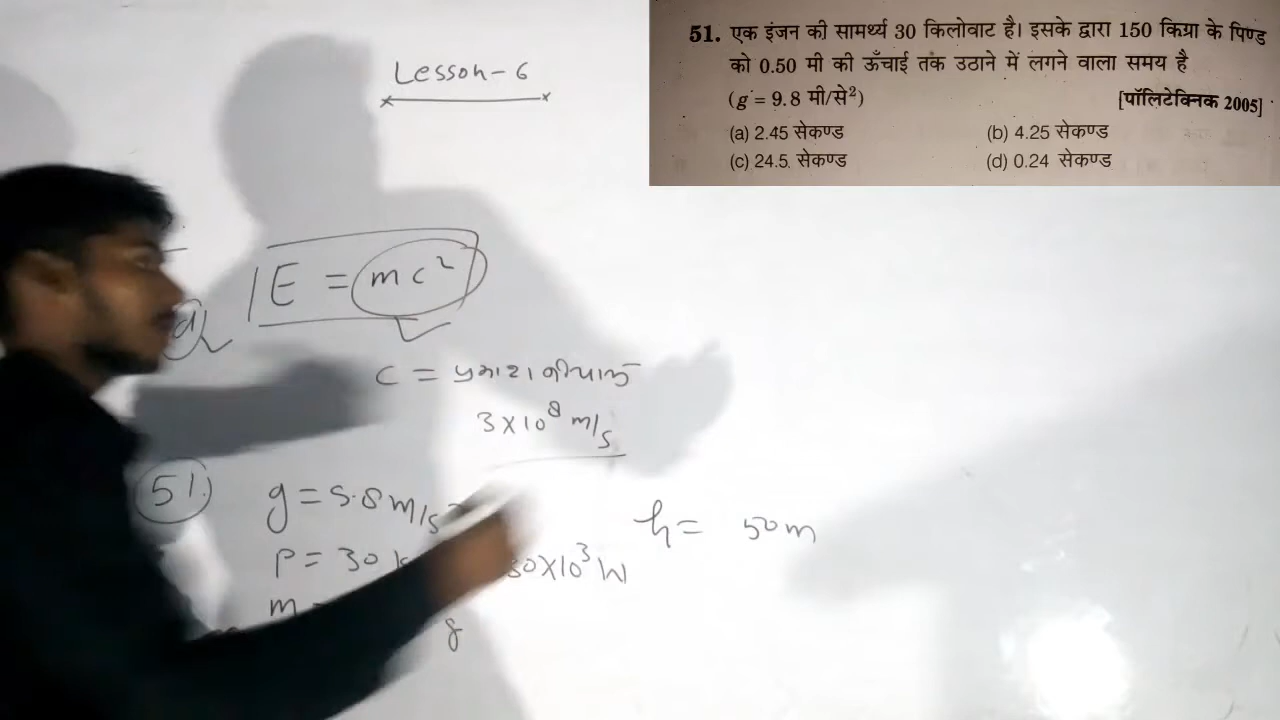 51. एक इंजन की सामर्थ्य 30 किलोवाट है। इसके द्वारा 150 किग्रा के पिण्ड
को 0.50 मी की ऊँचाई तक उठाने में लगने वाला समय है
(g = 9.8 मी/से²) [पॉलिटेक्निक 2005]
(a) 2.45 सेकण्ड (b) 4.25 सेकण्ड
(c) 24.5 सेकण्ड (d) 0.24 सेकण्ड
Lesson-6
E = mc²
c = प्रकाश की चाल
3×10⁸ m/s
51. g = 9.8 m/s
h = 50m
P = 30 30×10³ W
m
g